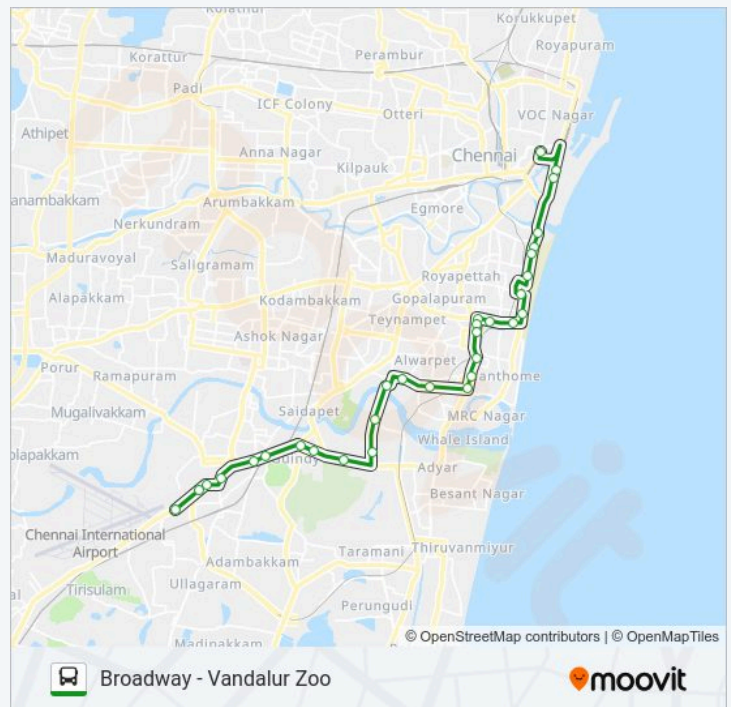 Kolathur
Korukkupet
Royapuram
Korattur
Perambur
Padi
ICF Colony
Otteri
VOC Nagar
Athipet
Anna Nagar
Chennai
Kilpauk
anambakkam
Arumbakkam
Egmore
Nerkundram
Maduravoyal
Saligramam
Royapettah
Alapakkam
Kodambakkam
Gopalapuram
Teynampet
Ashok Nagar
Porur
Alwarpet
Ramapuram
anthome
Mugalivakkam
Saidapet
MRC Nagar
olapakkam
Whale Island
Guindy
Adyar
Besant Nagar
Chennai International
Airport
Taramani
Thiruvanmiyur
Adambakkam
Tirisulam
Ullagaram
al
Perungudi
Madipakkam
© OpenStreetMap contributors | © OpenMapTiles
Broadway - Vandalur Zoo
moovit